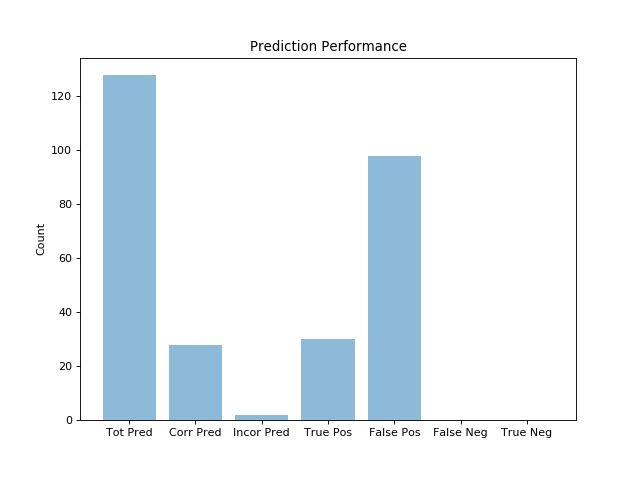 Prediction Performance
Count
120
100
80
60
40
20
0
Tot Pred Corr Pred Incor Pred True Pos False Pos False Neg True Neg